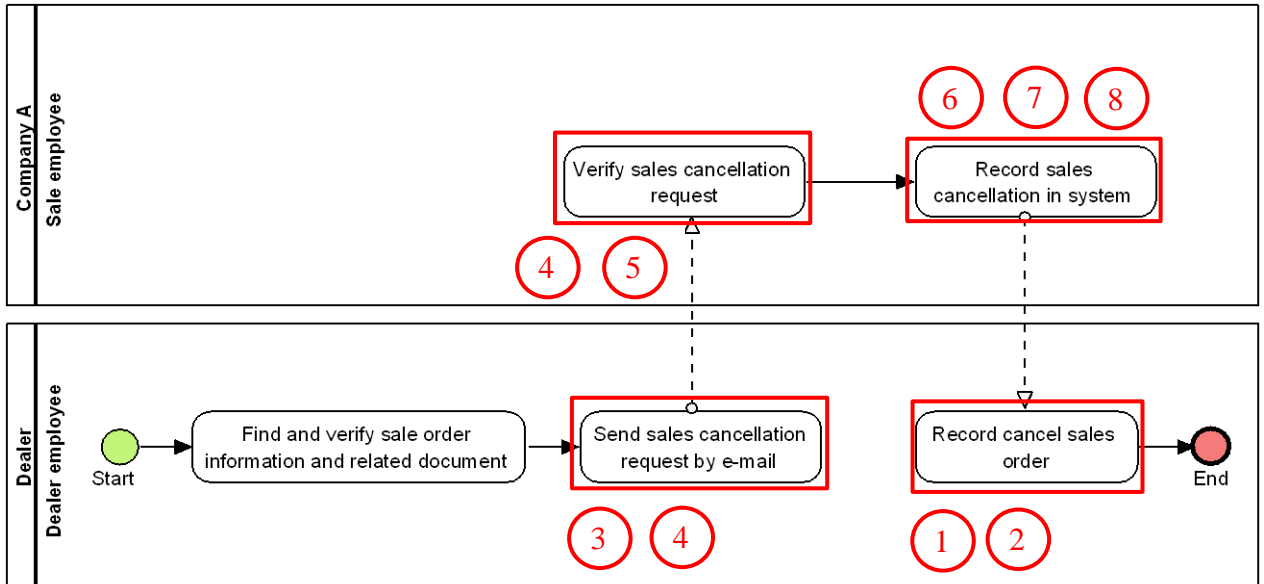 Company A
Sale employee
6
7
8
Verify sales cancellation
request
Record sales
cancellation in system
4
5
Dealer
Dealer employee
Start
Find and verify sale order
information and related document
Send sales cancellation
request by e-mail
Record cancel sales
order
End
3
4
1
2